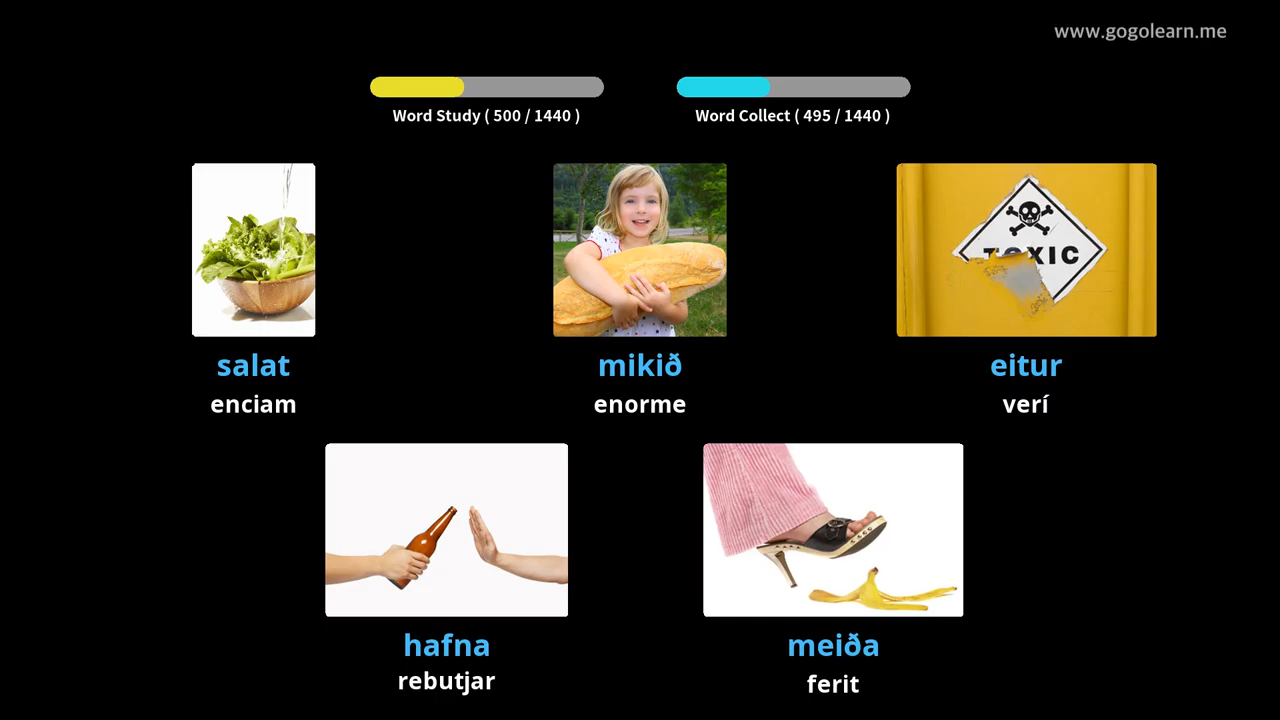 www.gogolearn.me
Word Study ( 500 / 1440 )
Word Collect ( 495 / 1440 )
TOXIC
salat
enciam
mikið
enorme
eitur
verí
hafna
rebutjar
meiða
ferit